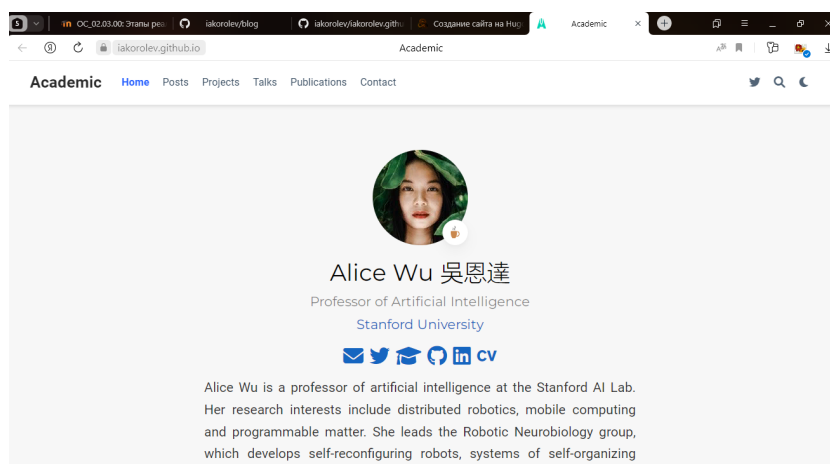 5 OC_02.03.00: Этапы реа iakorolev/blog iakorolev/iakorolev.githu Создание сайта на Hug Academic
iakorolev.github.io Academic
Academic Home Posts Projects Talks Publications Contact
Alice Wu 吳恩達
Professor of Artificial Intelligence
Stanford University
CV
Alice Wu is a professor of artificial intelligence at the Stanford AI Lab.
Her research interests include distributed robotics, mobile computing
and programmable matter. She leads the Robotic Neurobiology group,
which develops self-reconfiguring robots, systems of self-organizing